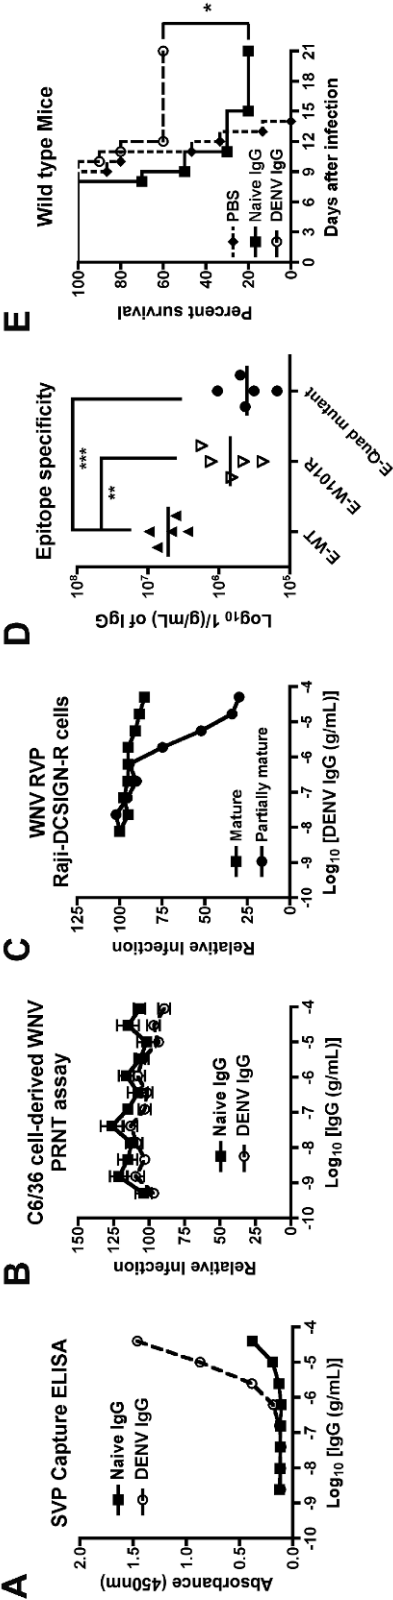 A
SVP Capture ELISA
Absorbance (450nm)
2.0
1.5
1.0
0.5
0.0
Naive IgG
DENV IgG
-10 -9 -8 -7 -6 -5 -4
Log10 [IgG (g/mL)]
B
C6/36 cell-derived WNV
PRNT assay
Relative Infection
150
125
100
75
50
25
0
Naive IgG
DENV IgG
-10 -9 -8 -7 -6 -5 -4
Log10 [IgG (g/mL)]
C
WNV RVP
Raji-DCSIGN-R cells
Relative Infection
125
100
75
50
25
0
Mature
Partially mature
-10 -9 -8 -7 -6 -5 -4
Log10 [DENV IgG (g/mL)]
D
Epitope specificity
Log10 1/(g/mL) of IgG
10^8
10^7
10^6
10^5
***
**
E-WT
E-W101R
E-Quad mutant
E
Wild type Mice
Percent survival
100
80
60
40
20
0
*
PBS
Naive IgG
DENV IgG
0 3 6 9 12 15 18 21
Days after infection